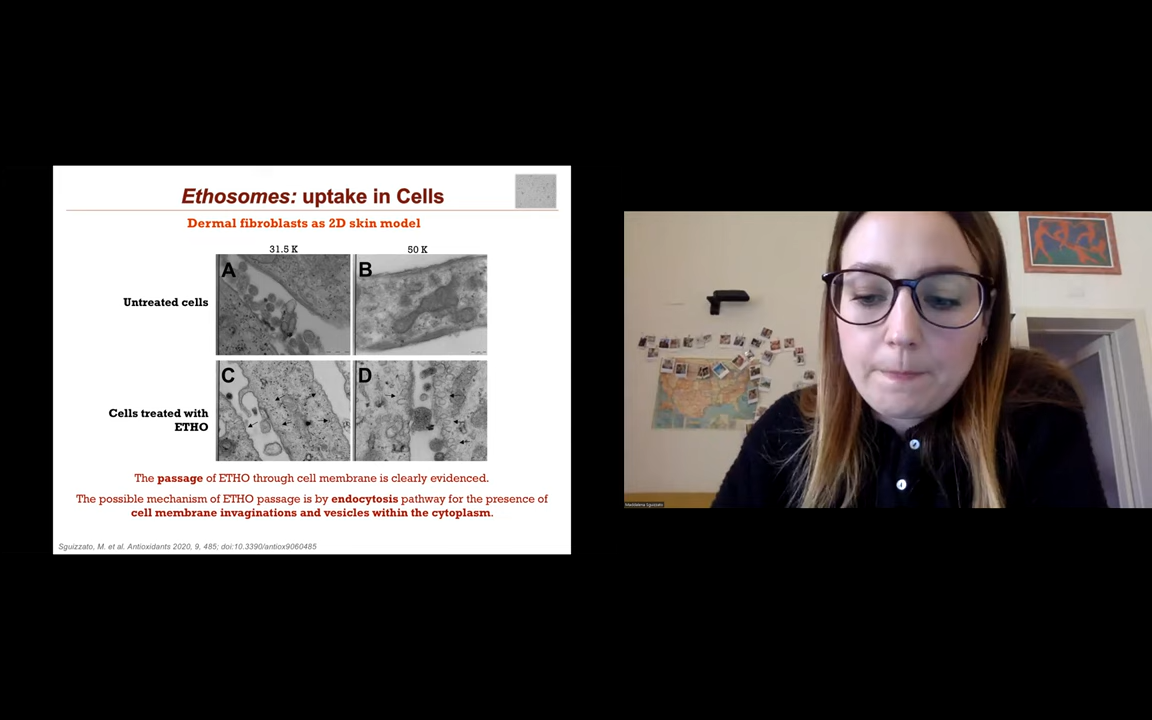 Ethosomes: uptake in Cells
Dermal fibroblasts as 2D skin model
31.5 K
50 K
A
B
Untreated cells
C
D
Cells treated with
ETHO
The passage of ETHO through cell membrane is clearly evidenced.
The possible mechanism of ETHO passage is by endocytosis pathway for the presence of
cell membrane invaginations and vesicles within the cytoplasm.
Sguizzato, M. et al. Antioxidants 2020, 9, 485; doi:10.3390/antiox9060485
Maddalena Sguizzato